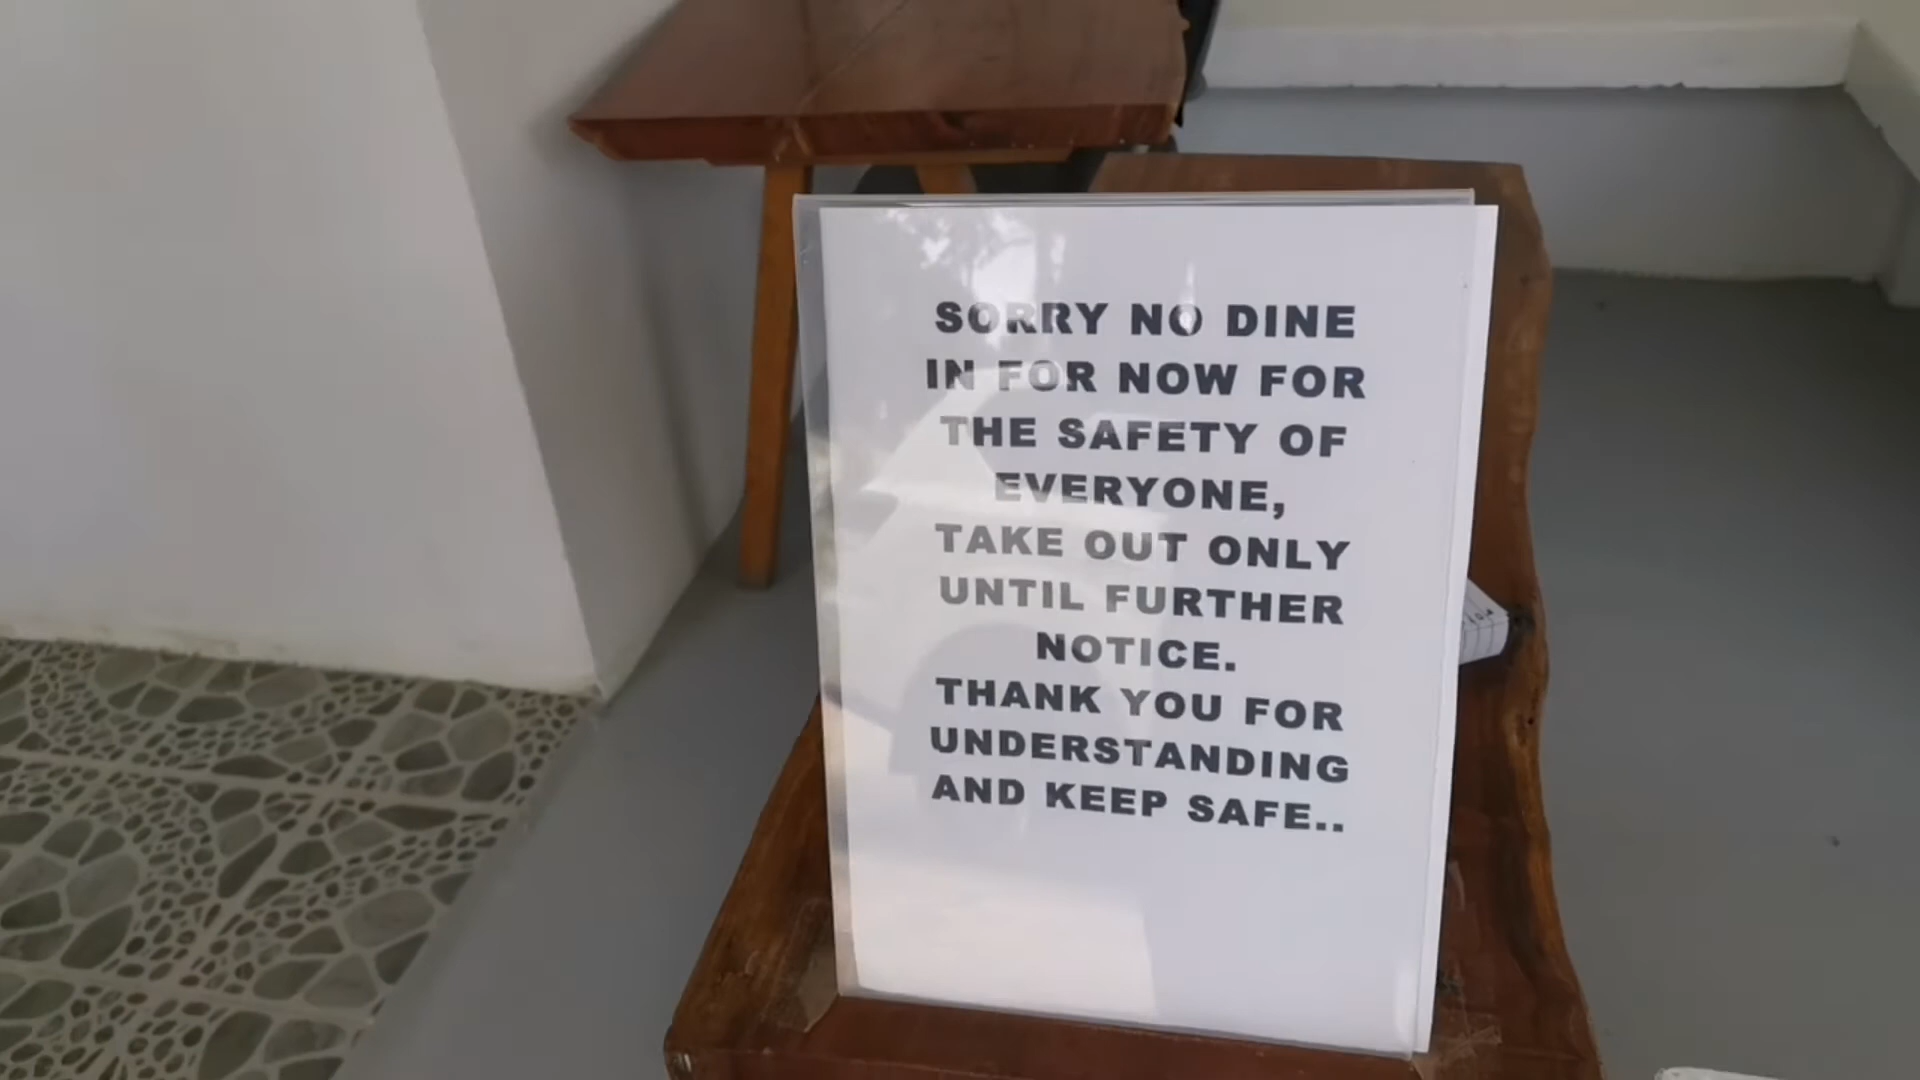 SORRY NO DINE
IN FOR NOW FOR
THE SAFETY OF
EVERYONE,
TAKE OUT ONLY
UNTIL FURTHER
NOTICE.
THANK YOU FOR
UNDERSTANDING
AND KEEP SAFE..